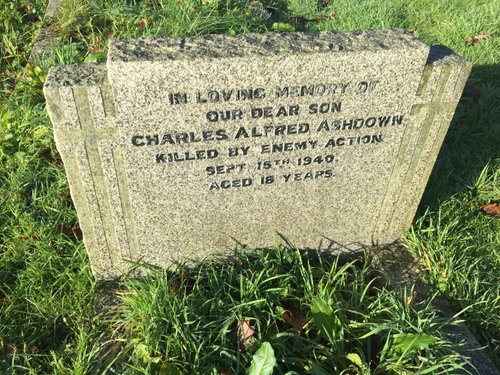 IN LOVING MEMORY OF
OUR DEAR SON
CHARLES ALFRED ASHDOWN
KILLED BY ENEMY ACTION
SEPT 15TH 1940.
AGED 18 YEARS.